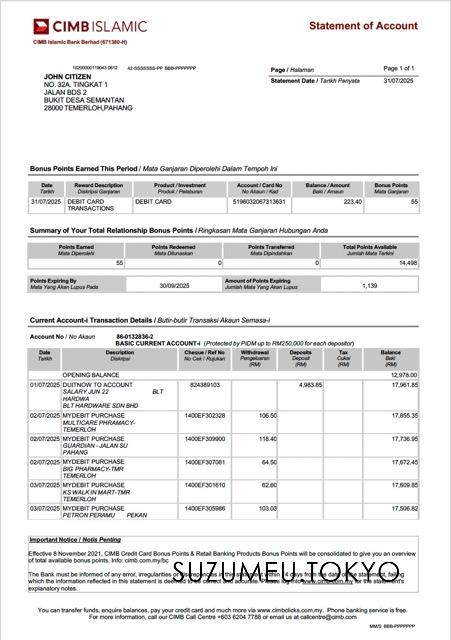 CIMB ISLAMIC
CIMB Islamic Bank Berhad (671380-H)
Statement of Account
10200000119043 0612 42-SSSSSSS-PP BBB-PPPPPPP
JOHN CITIZEN
NO. 32A. TINGKAT 1
JALAN BDS 2
BUKIT DESA SEMANTAN
28000 TEMERLOH,PAHANG
Page / Halaman Page 1 of 1
Statement Date / Tarikh Penyata 31/07/2025
Bonus Points Earned This Period / Mata Ganjaran Diperolehi Dalam Tempoh Ini
Date Reward Description Product / Investment Account / Card No Balance / Amount Bonus Points
Tarikh Diskripsi Ganjaran Produk / Pelaburan No Akaun / Kad Baki / Amaun Mata Ganjaran
31/07/2025 DEBIT CARD DEBIT CARD 5196032067313631 223.40 55
TRANSACTIONS
Summary of Your Total Relationship Bonus Points / Ringkasan Mata Ganjaran Hubungan Anda
Points Earned Points Redeemed Points Transferred Total Points Available
Mata Diperolehi Mata Dilunaskan Mata Dipindahkan Jumlah Mata Terkini
55 0 0 14,498
Points Expiring By 30/09/2025 Amount of Points Expiring 1,139
Mata Yang Akan Lupus Pada Jumlah Mata Yang Akan Lupus
Current Account-i Transaction Details / Butir-butir Transaksi Akaun Semasa-i
Account No / No Akaun 86-0132836-2
BASIC CURRENT ACCOUNT-i (Protected by PIDM up to RM250,000 for each depositor)
Date Description Cheque / Ref No Withdrawal Deposits Tax Balance
Tarikh Diskripsi No Cek / Rujukan Pengeluaran Deposit Cukai Baki
(RM) (RM) (RM) (RM)
OPENING BALANCE 12,978.00
01/07/2025 DUITNOW TO ACCOUNT 824389103 4,983.85 17,961.85
SALARY JUN 22 BLT
HARDWA
BLT HARDWARE SDN BHD
02/07/2025 MYDEBIT PURCHASE 1400EF302328 106.50 17,855.35
MULTICARE PHRAMACY-
TEMERLOH
02/07/2025 MYDEBIT PURCHASE 1400EF309900 118.40 17,736.95
GUARDIAN - JALAN SU
PAHANG
02/07/2025 MYDEBIT PURCHASE 1400EF307081 64.50 17,672.45
BIG PHARMACY-TMR
TEMERLOH
03/07/2025 MYDEBIT PURCHASE 1400EF301610 62.60 17,609.85
KS WALK IN MART-TMR
TEMERLOH
03/07/2025 MYDEBIT PURCHASE 1400EF305986 103.03 17,506.82
PETRON PERAMU PEKAN
Important Notice / Notis Penting
Effective 8 November 2021, CIMB Credit Card Bonus Points & Retail Banking Products Bonus Points will be consolidated to give you an overview
of total available bonus points. Info: cimb.com.my/bc
The Bank must be informed of any error, irregularities or discrepancies in this statement within 14 days from the date of the statement, failing
which the information reflected in this statement is deemed to be correct and accurate. Please log into www.cimb.com.my for the statement's
explanatory notes.
SUZUMEU.TOKYO
You can transfer funds, enquire balances, pay your credit card and much more via www.cimbclicks.com.my. Phone banking service is free.
For more information, call our CIMB Call Centre +603 6204 7788 or email us at callcentre@cimb.com
MM/S BBB-PPPPPPP